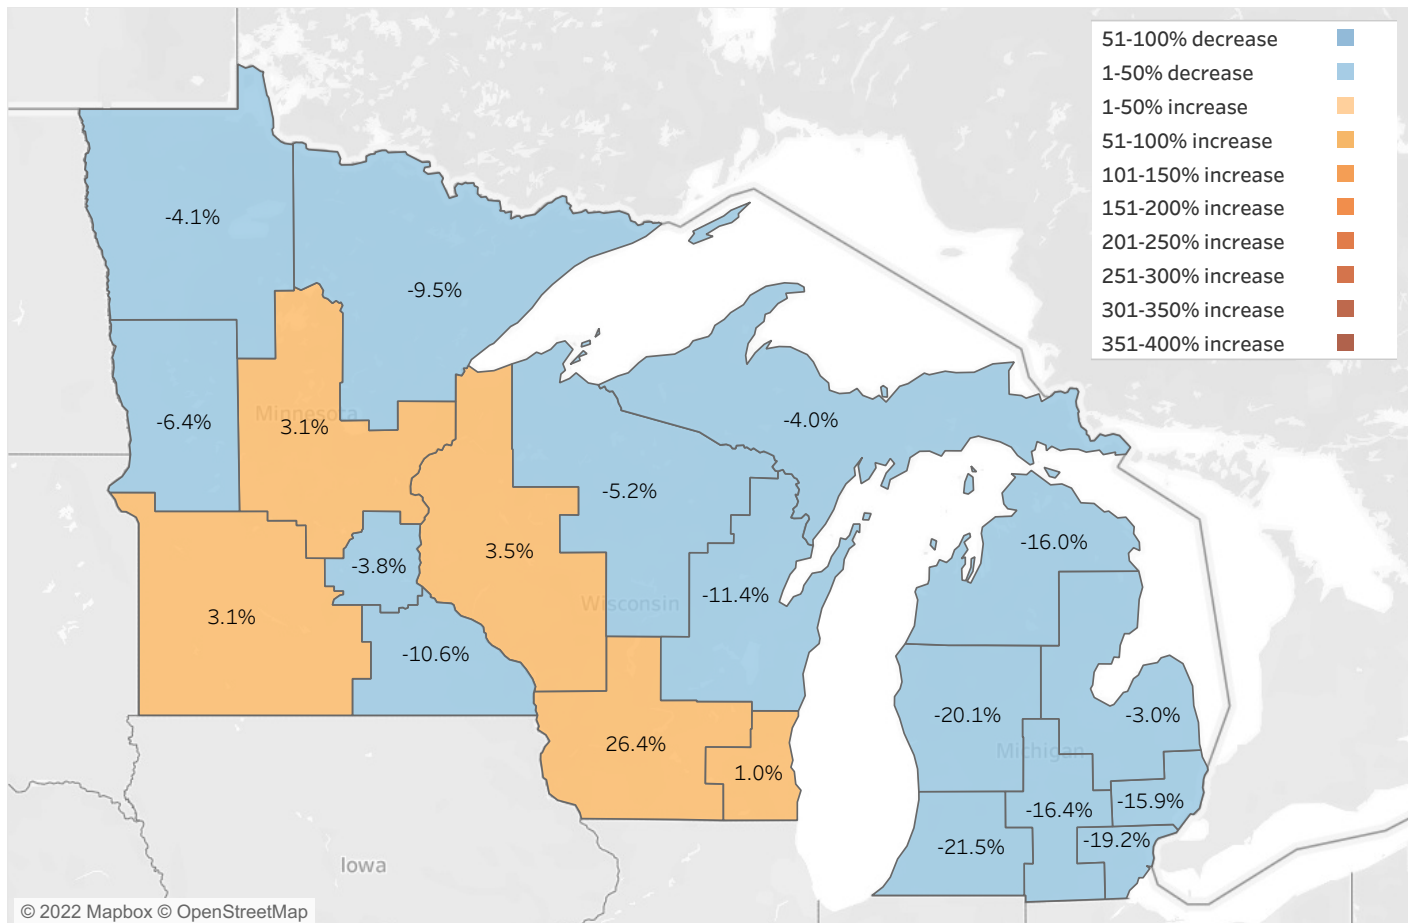 51-100% decrease
1-50% decrease
1-50% increase
51-100% increase
101-150% increase
151-200% increase
201-250% increase
251-300% increase
301-350% increase
351-400% increase
-4.1%
-9.5%
-6.4%
Minnesota
3.1%
-4.0%
-5.2%
3.5%
-16.0%
-3.8%
-11.4%
Wisconsin
3.1%
-10.6%
-20.1%
-3.0%
26.4%
Michigan
1.0%
-16.4%
-15.9%
-21.5%
-19.2%
Iowa
© 2022 Mapbox © OpenStreetMap